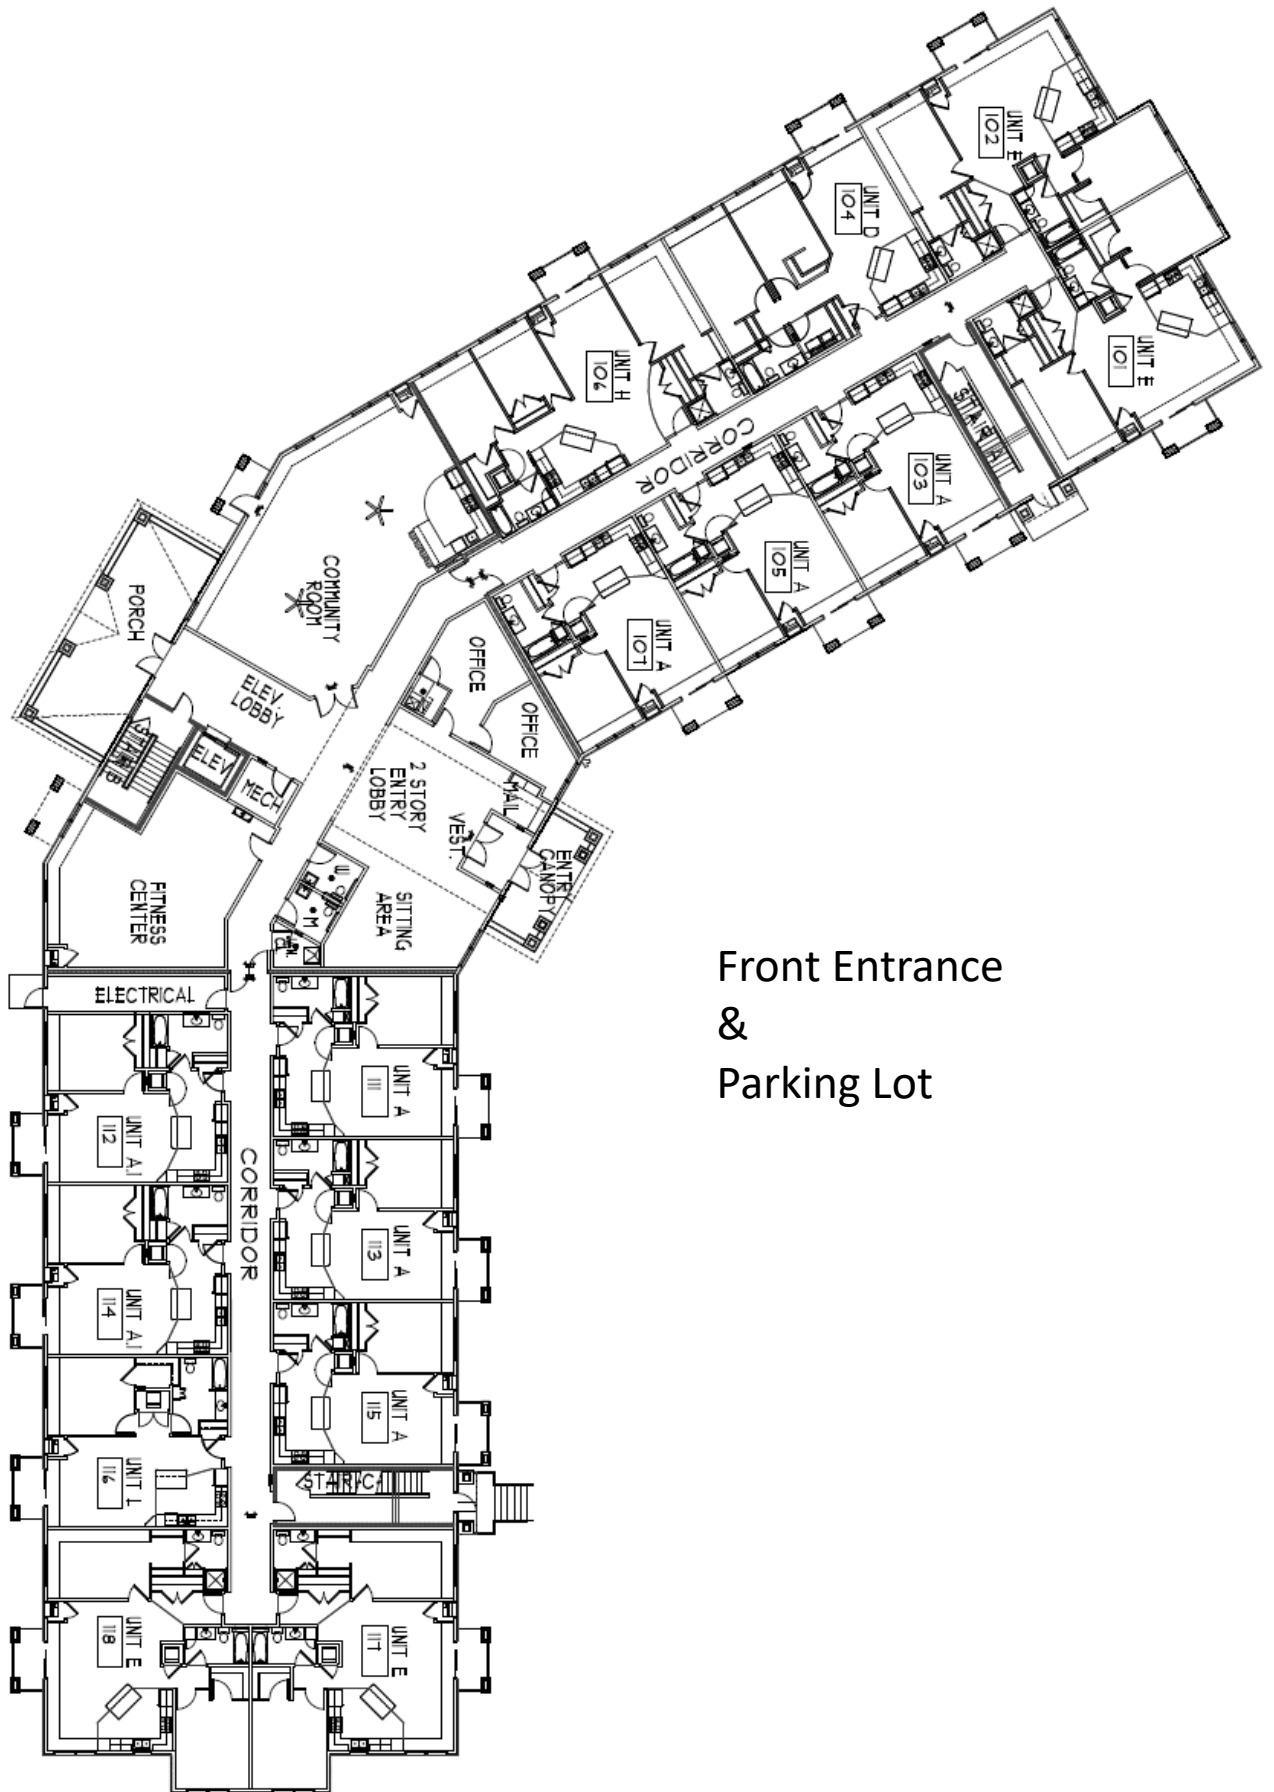 UNIT E
102
UNIT D
104
UNIT E
101
UNIT H
106
STAIR A
CORRIDOR
UNIT A
103
UNIT A
105
COMMUNITY
ROOM
PORCH
UNIT A
107
OFFICE
OFFICE
ELEV.
LOBBY
STAIR B
ELEV
MECH
2 STORY
ENTRY
LOBBY
MAIL
VEST.
ENTRY
CANOPY
W
M
SITTING
AREA
FITNESS
CENTER
CL.
Front Entrance
&
Parking Lot
ELECTRICAL
UNIT A
111
UNIT A.1
112
CORRIDOR
UNIT A
113
UNIT A.1
114
UNIT A
115
UNIT L
116
STAIR C
UNIT E
118
UNIT E
117